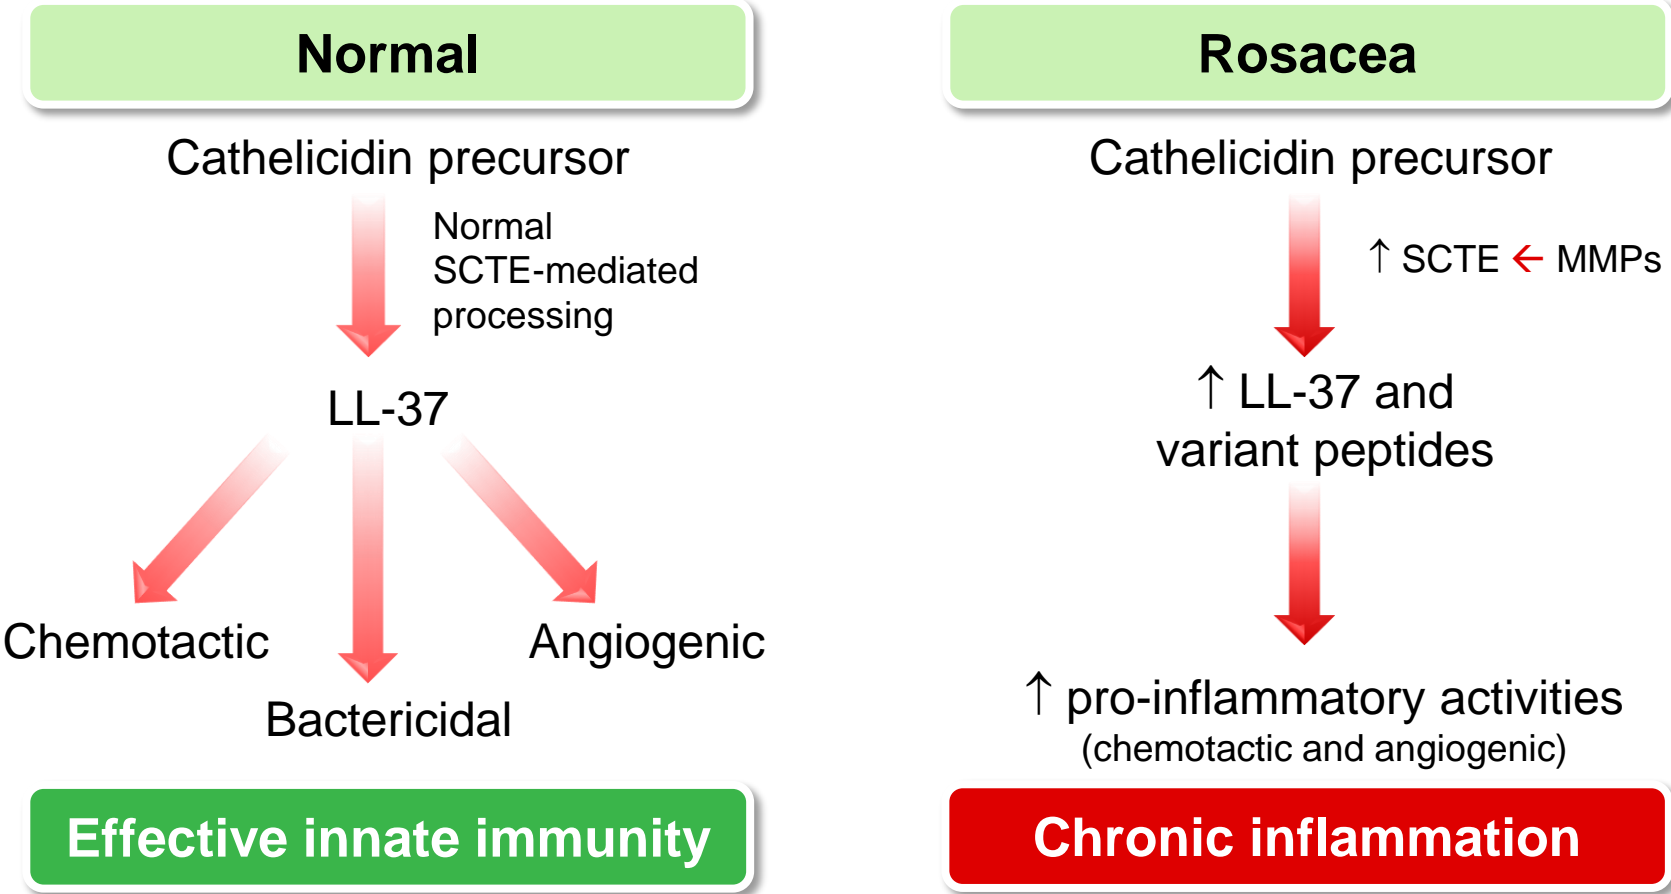 Normal
Cathelicidin precursor
Normal
SCTE-mediated
processing
LL-37
Chemotactic
Angiogenic
Bactericidal
Effective innate immunity
Rosacea
Cathelicidin precursor
↑ SCTE ← MMPs
↑ LL-37 and
variant peptides
↑ pro-inflammatory activities
(chemotactic and angiogenic)
Chronic inflammation